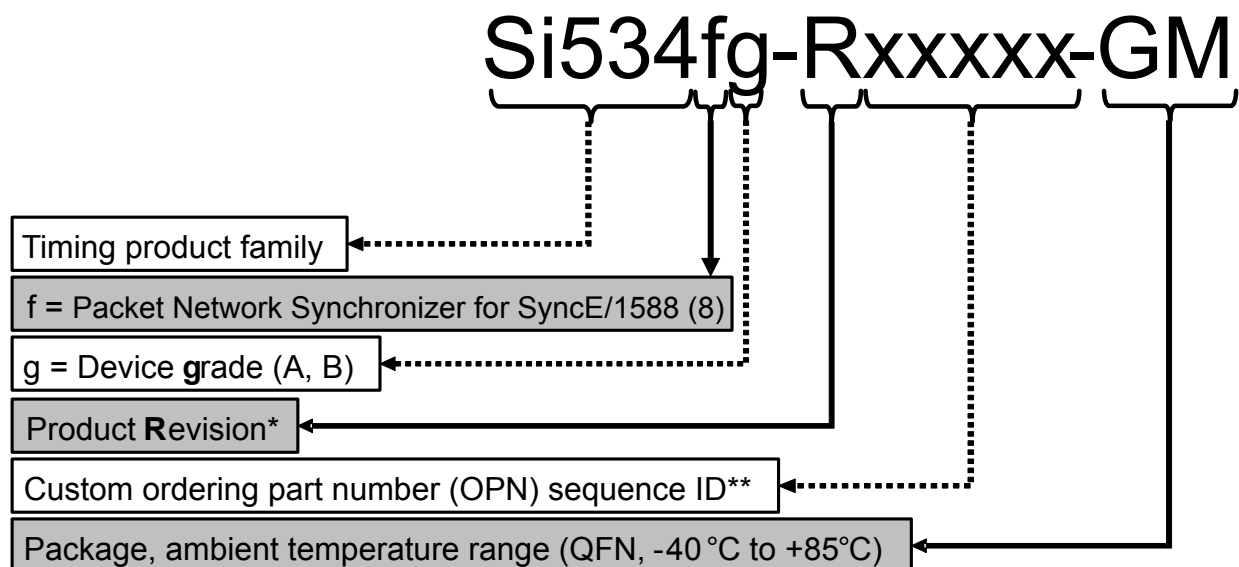 Si534fg-Rxxxxx-GM
Timing product family
f = Packet Network Synchronizer for SyncE/1588 (8)
g = Device grade (A, B)
Product Revision*
Custom ordering part number (OPN) sequence ID**
Package, ambient temperature range (QFN, -40 °C to +85°C)